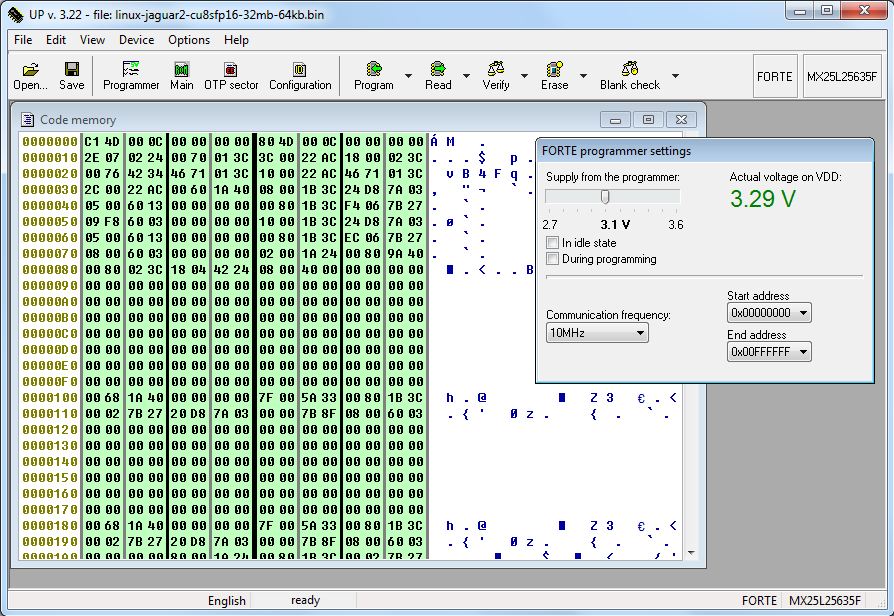 UP v. 3.22 - file: linux-jaguar2-cu8sfp16-32mb-64kb.bin
File Edit View Device Options Help
Open... Save Programmer Main OTP sector Configuration Program Read Verify Erase Blank check FORTE MX25L25635F
Code memory
0000000 C1 4D 00 0C 00 00 00 00 80 4D 00 0C 00 00 00 00 Á M .
0000010 2E 07 02 24 00 70 01 3C 3C 00 22 AC 18 00 02 3C . . . $ p .
0000020 00 76 42 34 46 71 01 3C 10 00 22 AC 46 71 01 3C v B 4 F q .
0000030 2C 00 22 AC 00 60 1A 40 08 00 1B 3C 24 D8 7A 03 , " ¬ ` .
0000040 05 00 60 13 00 00 00 00 00 80 1B 3C F4 06 7B 27 . ` .
0000050 09 F8 60 03 00 00 00 00 10 00 1B 3C 24 D8 7A 03 . ø ` .
0000060 05 00 60 13 00 00 00 00 00 80 1B 3C EC 06 7B 27 . ` .
0000070 08 00 60 03 00 00 00 00 02 00 1A 24 00 80 9A 40 . ` .
0000080 00 80 02 3C 18 04 42 24 08 00 40 00 00 00 00 00 . < . . B
0000090 00 00 00 00 00 00 00 00 00 00 00 00 00 00 00 00
00000A0 00 00 00 00 00 00 00 00 00 00 00 00 00 00 00 00
00000B0 00 00 00 00 00 00 00 00 00 00 00 00 00 00 00 00
00000C0 00 00 00 00 00 00 00 00 00 00 00 00 00 00 00 00
00000D0 00 00 00 00 00 00 00 00 00 00 00 00 00 00 00 00
00000E0 00 00 00 00 00 00 00 00 00 00 00 00 00 00 00 00
00000F0 00 00 00 00 00 00 00 00 00 00 00 00 00 00 00 00
0000100 00 68 1A 40 00 00 00 00 7F 00 5A 33 00 80 1B 3C h . @ Z 3 € . <
0000110 00 02 7B 27 20 D8 7A 03 00 00 7B 8F 08 00 60 03 . { ' Ø z . { . ` .
0000120 00 00 00 00 00 00 00 00 00 00 00 00 00 00 00 00
0000130 00 00 00 00 00 00 00 00 00 00 00 00 00 00 00 00
0000140 00 00 00 00 00 00 00 00 00 00 00 00 00 00 00 00
0000150 00 00 00 00 00 00 00 00 00 00 00 00 00 00 00 00
0000160 00 00 00 00 00 00 00 00 00 00 00 00 00 00 00 00
0000170 00 00 00 00 00 00 00 00 00 00 00 00 00 00 00 00
0000180 00 68 1A 40 00 00 00 00 7F 00 5A 33 00 80 1B 3C h . @ Z 3 € . <
0000190 00 02 7B 27 20 D8 7A 03 00 00 7B 8F 08 00 60 03 . { ' Ø z . { . ` .
FORTE programmer settings
Supply from the programmer:
2.7 3.1 V 3.6
In idle state
During programming
Actual voltage on VDD:
3.29 V
Communication frequency:
10MHz
Start address
0x00000000
End address
0x00FFFFFF
English ready FORTE MX25L25635F